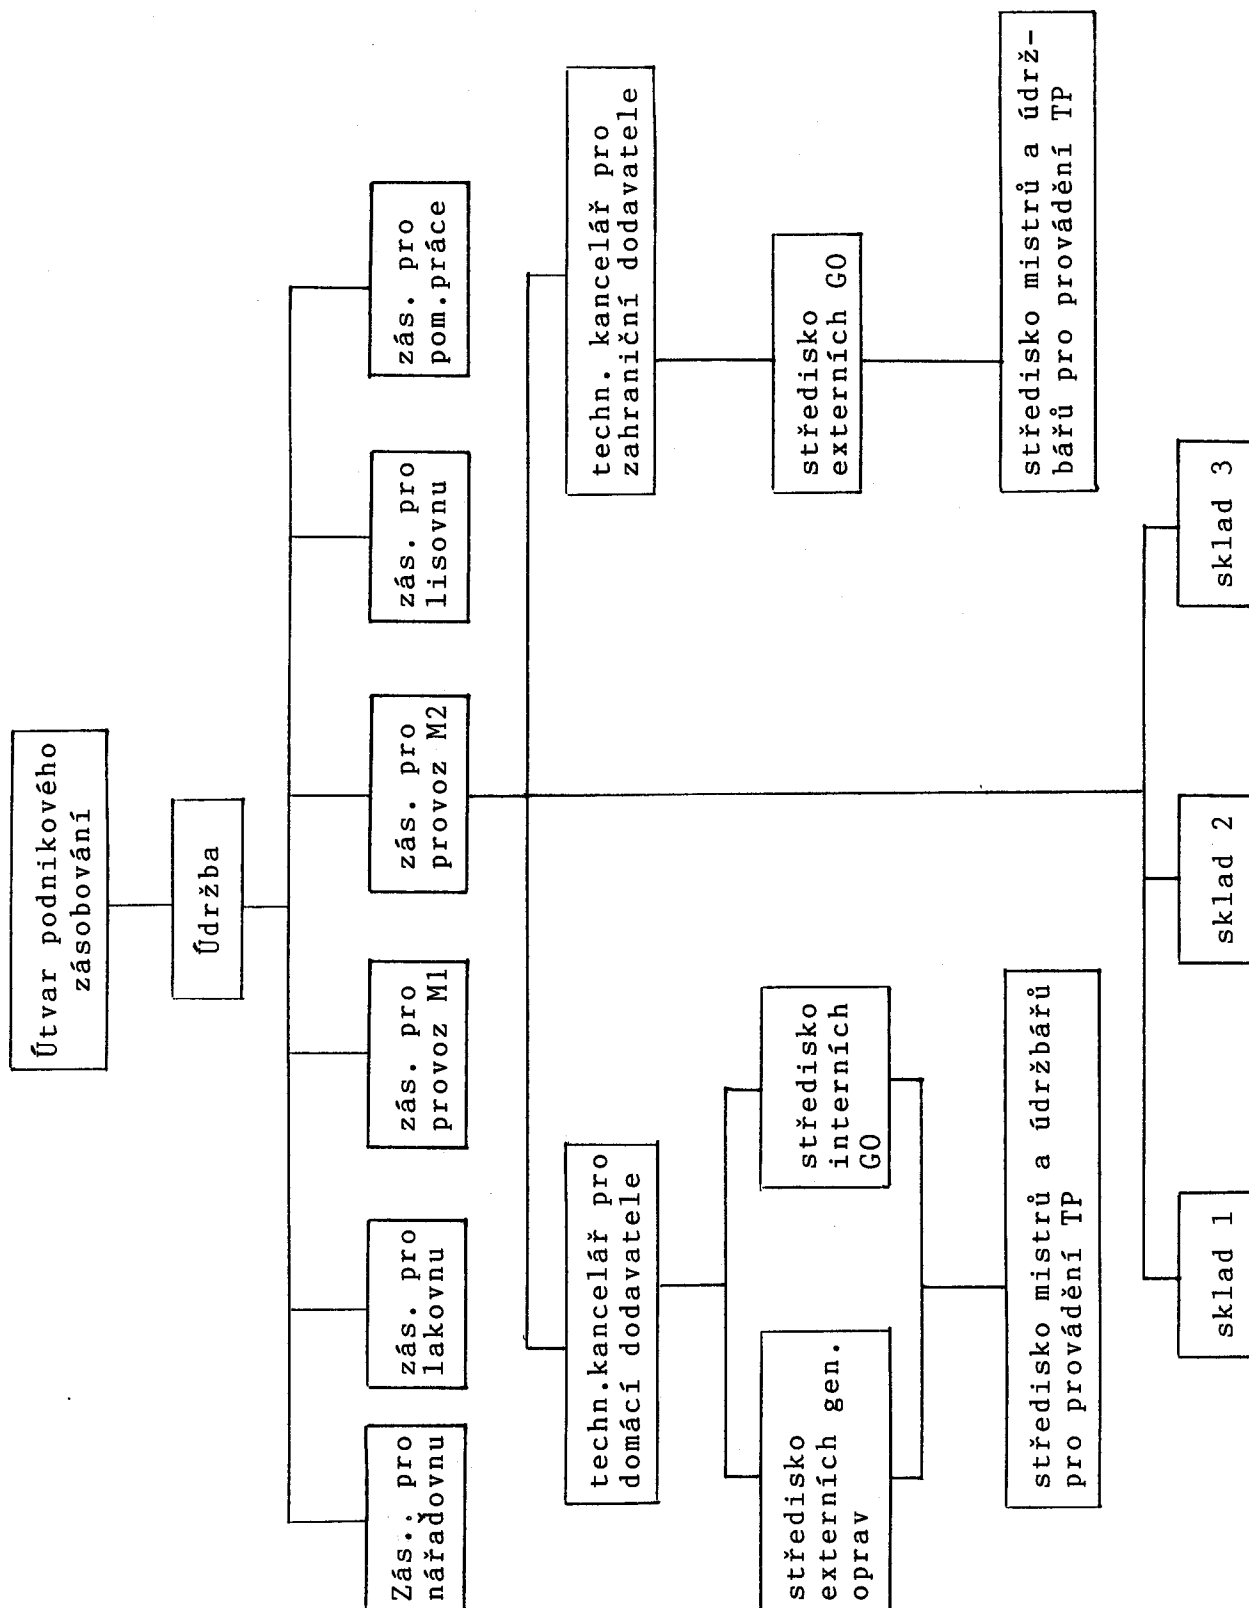 Útvar podnikového
zásobování
Údržba
Zás.. pro
nářaďovnu
zás. pro
lakovnu
zás. pro
provoz M1
zás. pro
provoz M2
zás. pro
lisovnu
zás. pro
pom.práce
techn.kancelář pro
domácí dodavatele
techn. kancelář pro
zahraniční dodavatele
středisko
externích gen.
oprav
středisko
interních
GO
středisko
externích GO
středisko mistrů a údržbářů
pro provádění TP
středisko mistrů a údrž-
bářů pro provádění TP
sklad 1
sklad 2
sklad 3